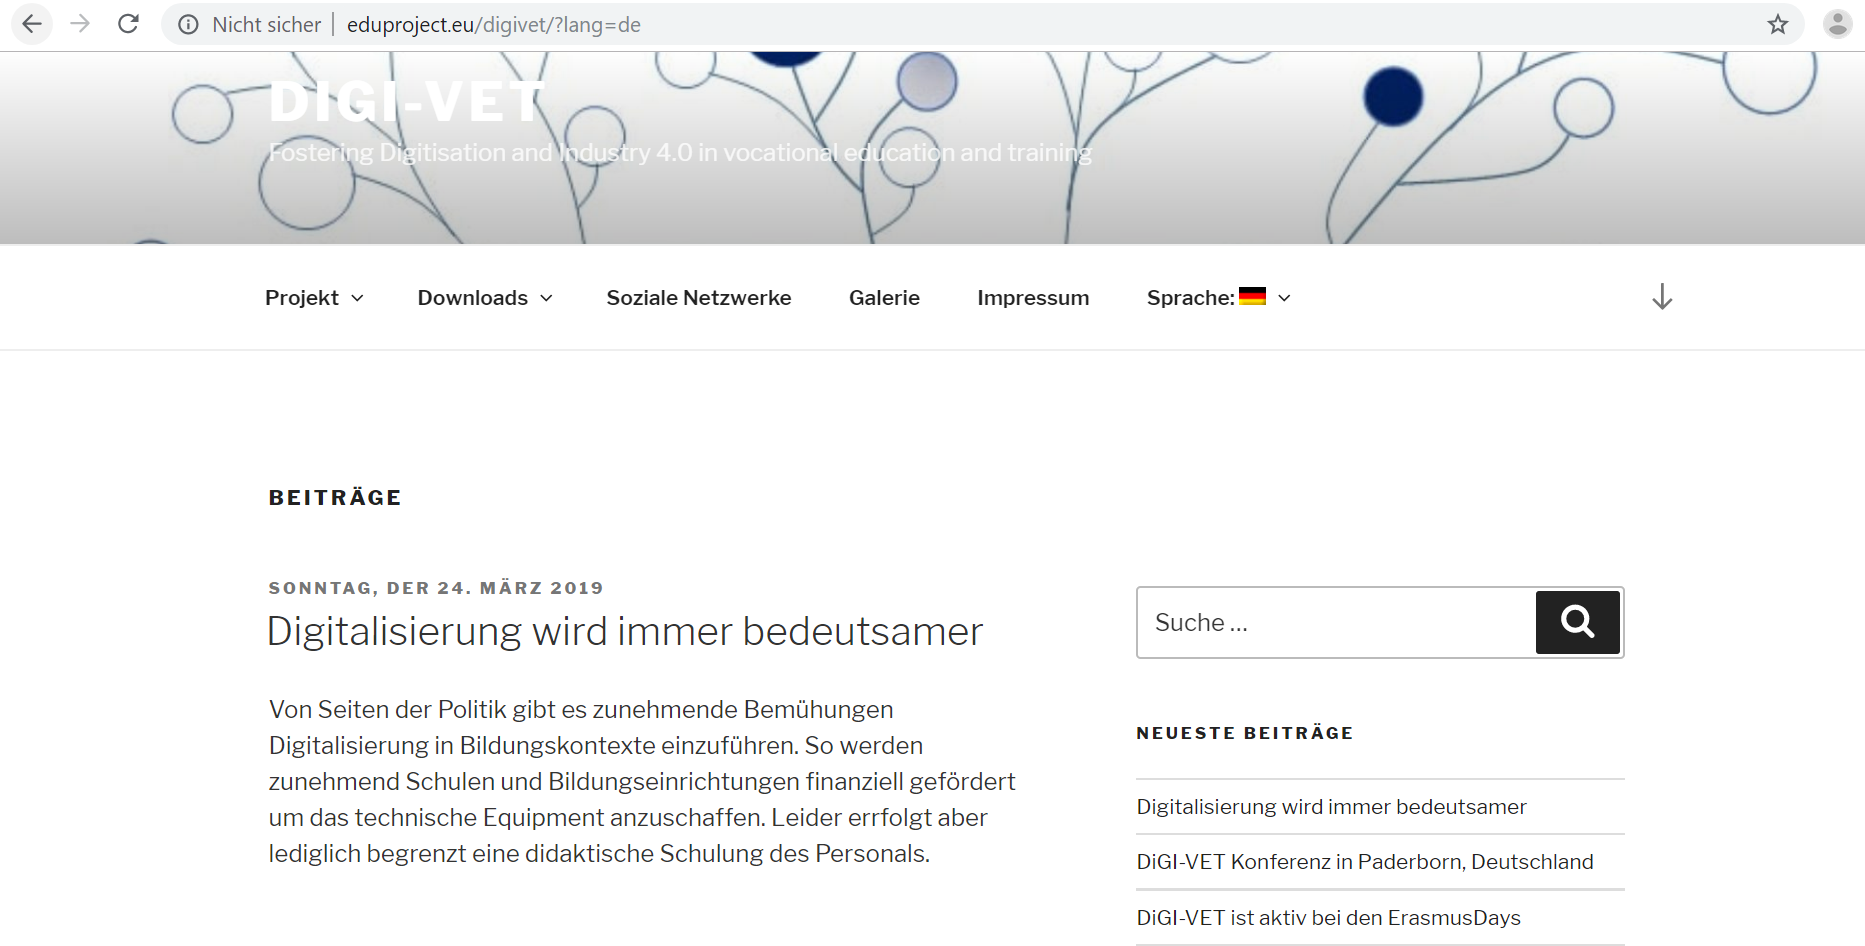 Nicht sicher | eduproject.eu/digivet/?lang=de
DIGI-VET
Fostering Digitisation and Industry 4.0 in vocational education and training
Projekt
Downloads
Soziale Netzwerke
Galerie
Impressum
Sprache:
BEITRÄGE
SONNTAG, DER 24. MÄRZ 2019
Digitalisierung wird immer bedeutsamer
Von Seiten der Politik gibt es zunehmende Bemühungen
Digitalisierung in Bildungskontexte einzuführen. So werden
zunehmend Schulen und Bildungseinrichtungen finanziell gefördert
um das technische Equipment anzuschaffen. Leider errfolgt aber
lediglich begrenzt eine didaktische Schulung des Personals.
Suche …
NEUESTE BEITRÄGE
Digitalisierung wird immer bedeutsamer
DiGI-VET Konferenz in Paderborn, Deutschland
DiGI-VET ist aktiv bei den ErasmusDays